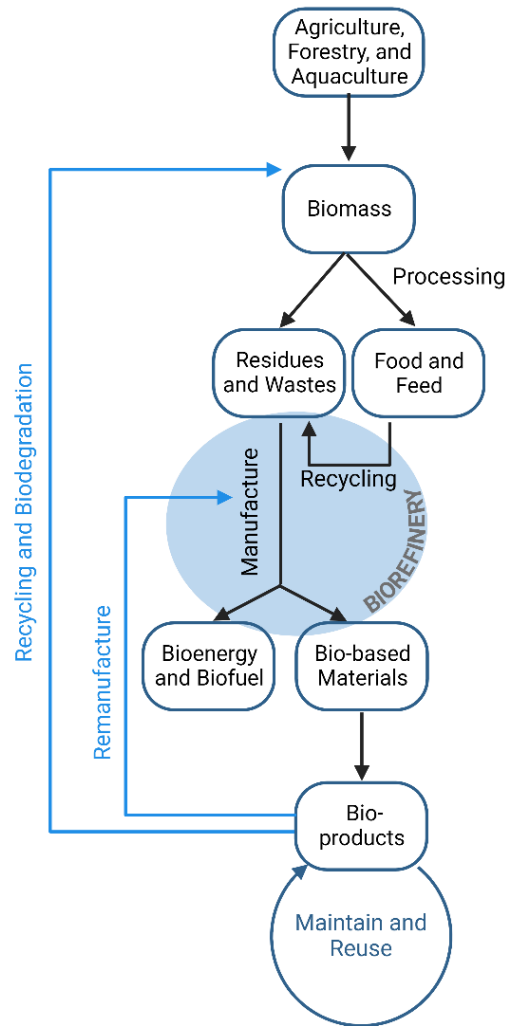 Agriculture,
Forestry, and
Aquaculture
Biomass
Processing
Residues
and Wastes
Food and
Feed
Recycling
Manufacture
BIOREFINERY
Recycling and Biodegradation
Remanufacture
Bioenergy
and Biofuel
Bio-based
Materials
Bio-
products
Maintain and
Reuse